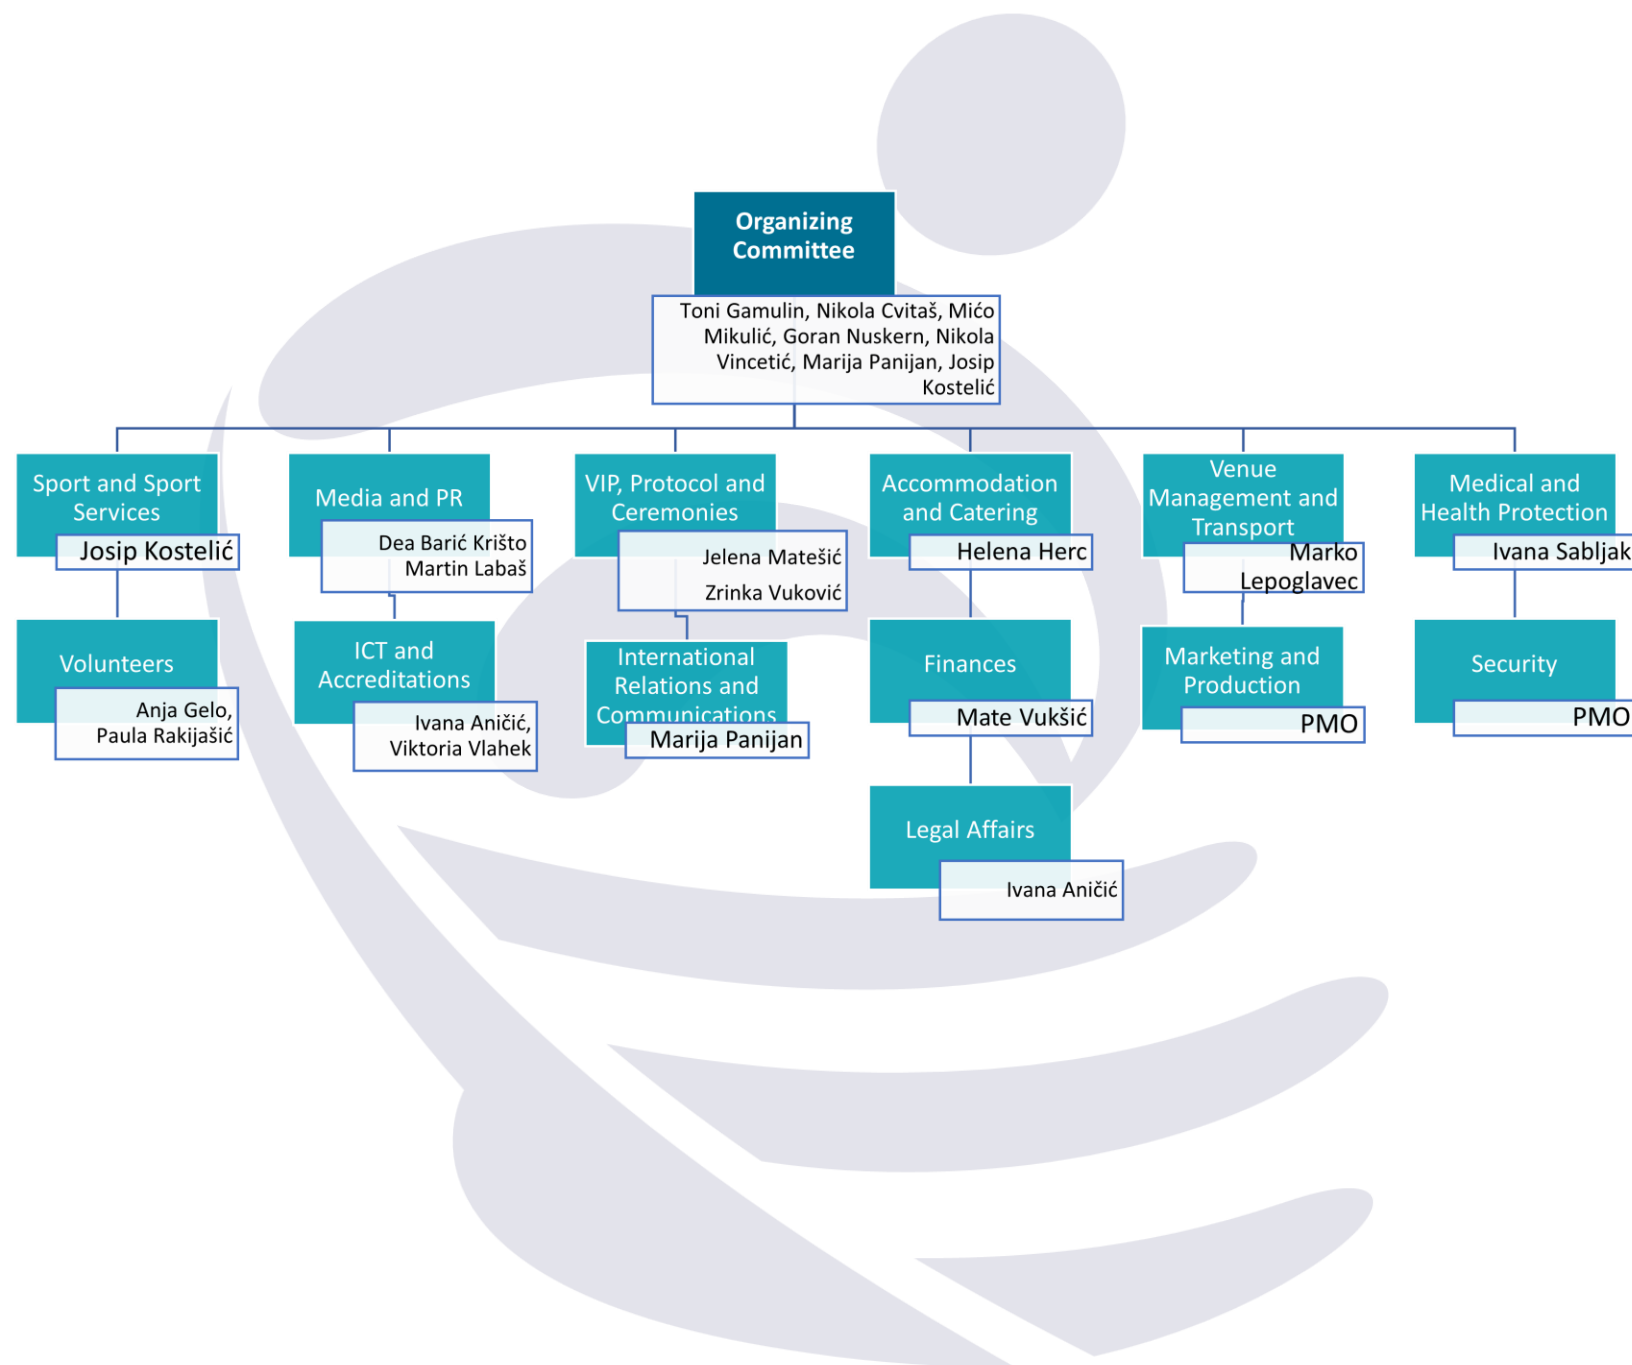 Organizing
Committee
Toni Gamulin, Nikola Cvitaš, Mićo
Mikulić, Goran Nuskern, Nikola
Vincetić, Marija Panijan, Josip
Kostelić
Sport and Sport
Services
Josip Kostelić
Media and PR
Dea Barić Krišto
Martin Labaš
VIP, Protocol and
Ceremonies
Jelena Matešić
Zrinka Vuković
Accommodation
and Catering
Helena Herc
Venue
Management and
Transport
Marko
Lepoglavec
Medical and
Health Protection
Ivana Sabljak
Volunteers
Anja Gelo,
Paula Rakijašić
ICT and
Accreditations
Ivana Aničić,
Viktoria Vlahek
International
Relations and
Communications
Marija Panijan
Finances
Mate Vukšić
Marketing and
Production
PMO
Security
PMO
Legal Affairs
Ivana Aničić